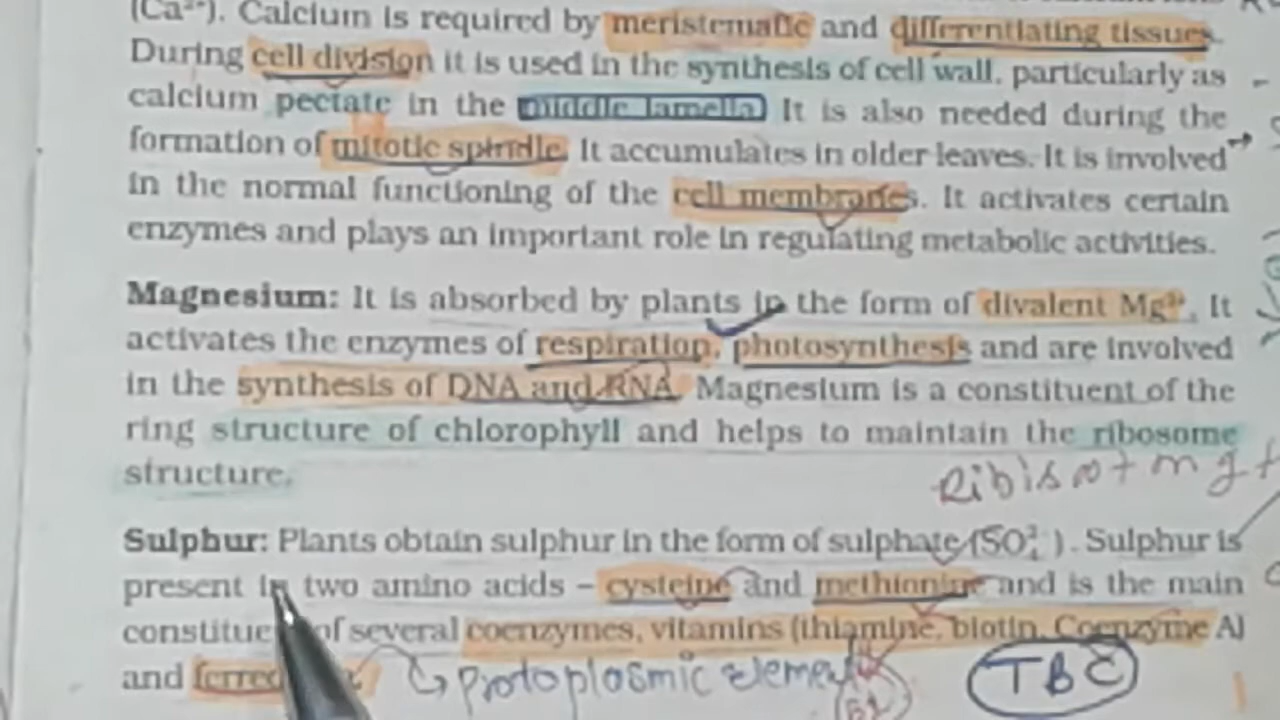 (Ca²⁺). Calcium is required by meristematic and differentiating tissues.
During cell division it is used in the synthesis of cell wall, particularly as
calcium pectate in the middle lamella. It is also needed during the
formation of mitotic spindle. It accumulates in older leaves. It is involved
in the normal functioning of the cell membranes. It activates certain
enzymes and plays an important role in regulating metabolic activities.
Magnesium: It is absorbed by plants in the form of divalent Mg²⁺. It
activates the enzymes of respiration, photosynthesis and are involved
in the synthesis of DNA and RNA. Magnesium is a constituent of the
ring structure of chlorophyll and helps to maintain the ribosome
structure.
Sulphur: Plants obtain sulphur in the form of sulphate (SO₄²⁻). Sulphur is
present in two amino acids – cysteine and methionine and is the main
of several coenzymes, vitamins (thiamine, biotin, Coenzyme A)
and
Protoplasmic element
TBC
B1